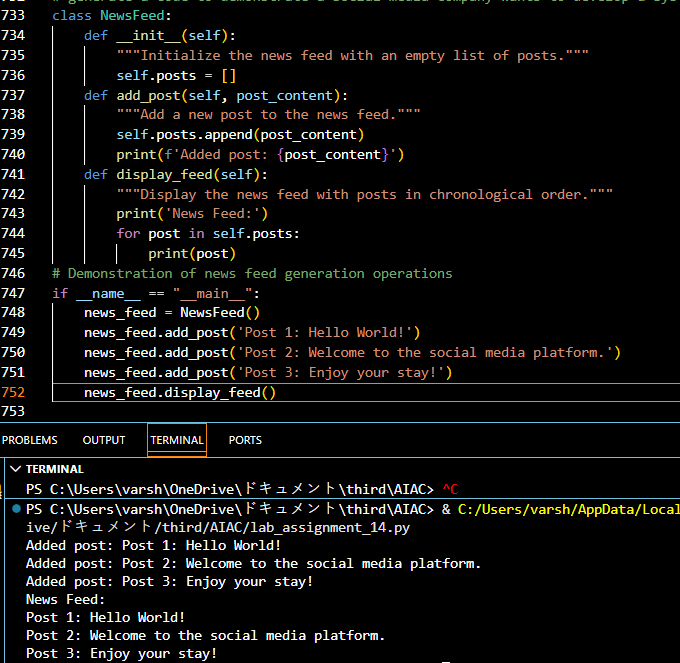 733 class NewsFeed:
734     def __init__(self):
735         """Initialize the news feed with an empty list of posts."""
736         self.posts = []
737     def add_post(self, post_content):
738         """Add a new post to the news feed."""
739         self.posts.append(post_content)
740         print(f'Added post: {post_content}')
741     def display_feed(self):
742         """Display the news feed with posts in chronological order."""
743         print('News Feed:')
744         for post in self.posts:
745             print(post)
746 # Demonstration of news feed generation operations
747 if __name__ == "__main__":
748     news_feed = NewsFeed()
749     news_feed.add_post('Post 1: Hello World!')
750     news_feed.add_post('Post 2: Welcome to the social media platform.')
751     news_feed.add_post('Post 3: Enjoy your stay!')
752     news_feed.display_feed()
753
PROBLEMS OUTPUT TERMINAL PORTS
TERMINAL
PS C:\Users\varsh\OneDrive\ドキュメント\third\AIAC> ^C
PS C:\Users\varsh\OneDrive\ドキュメント\third\AIAC> & C:/Users/varsh/AppData/Local
ive/ドキュメント/third/AIAC/lab_assignment_14.py
Added post: Post 1: Hello World!
Added post: Post 2: Welcome to the social media platform.
Added post: Post 3: Enjoy your stay!
News Feed:
Post 1: Hello World!
Post 2: Welcome to the social media platform.
Post 3: Enjoy your stay!